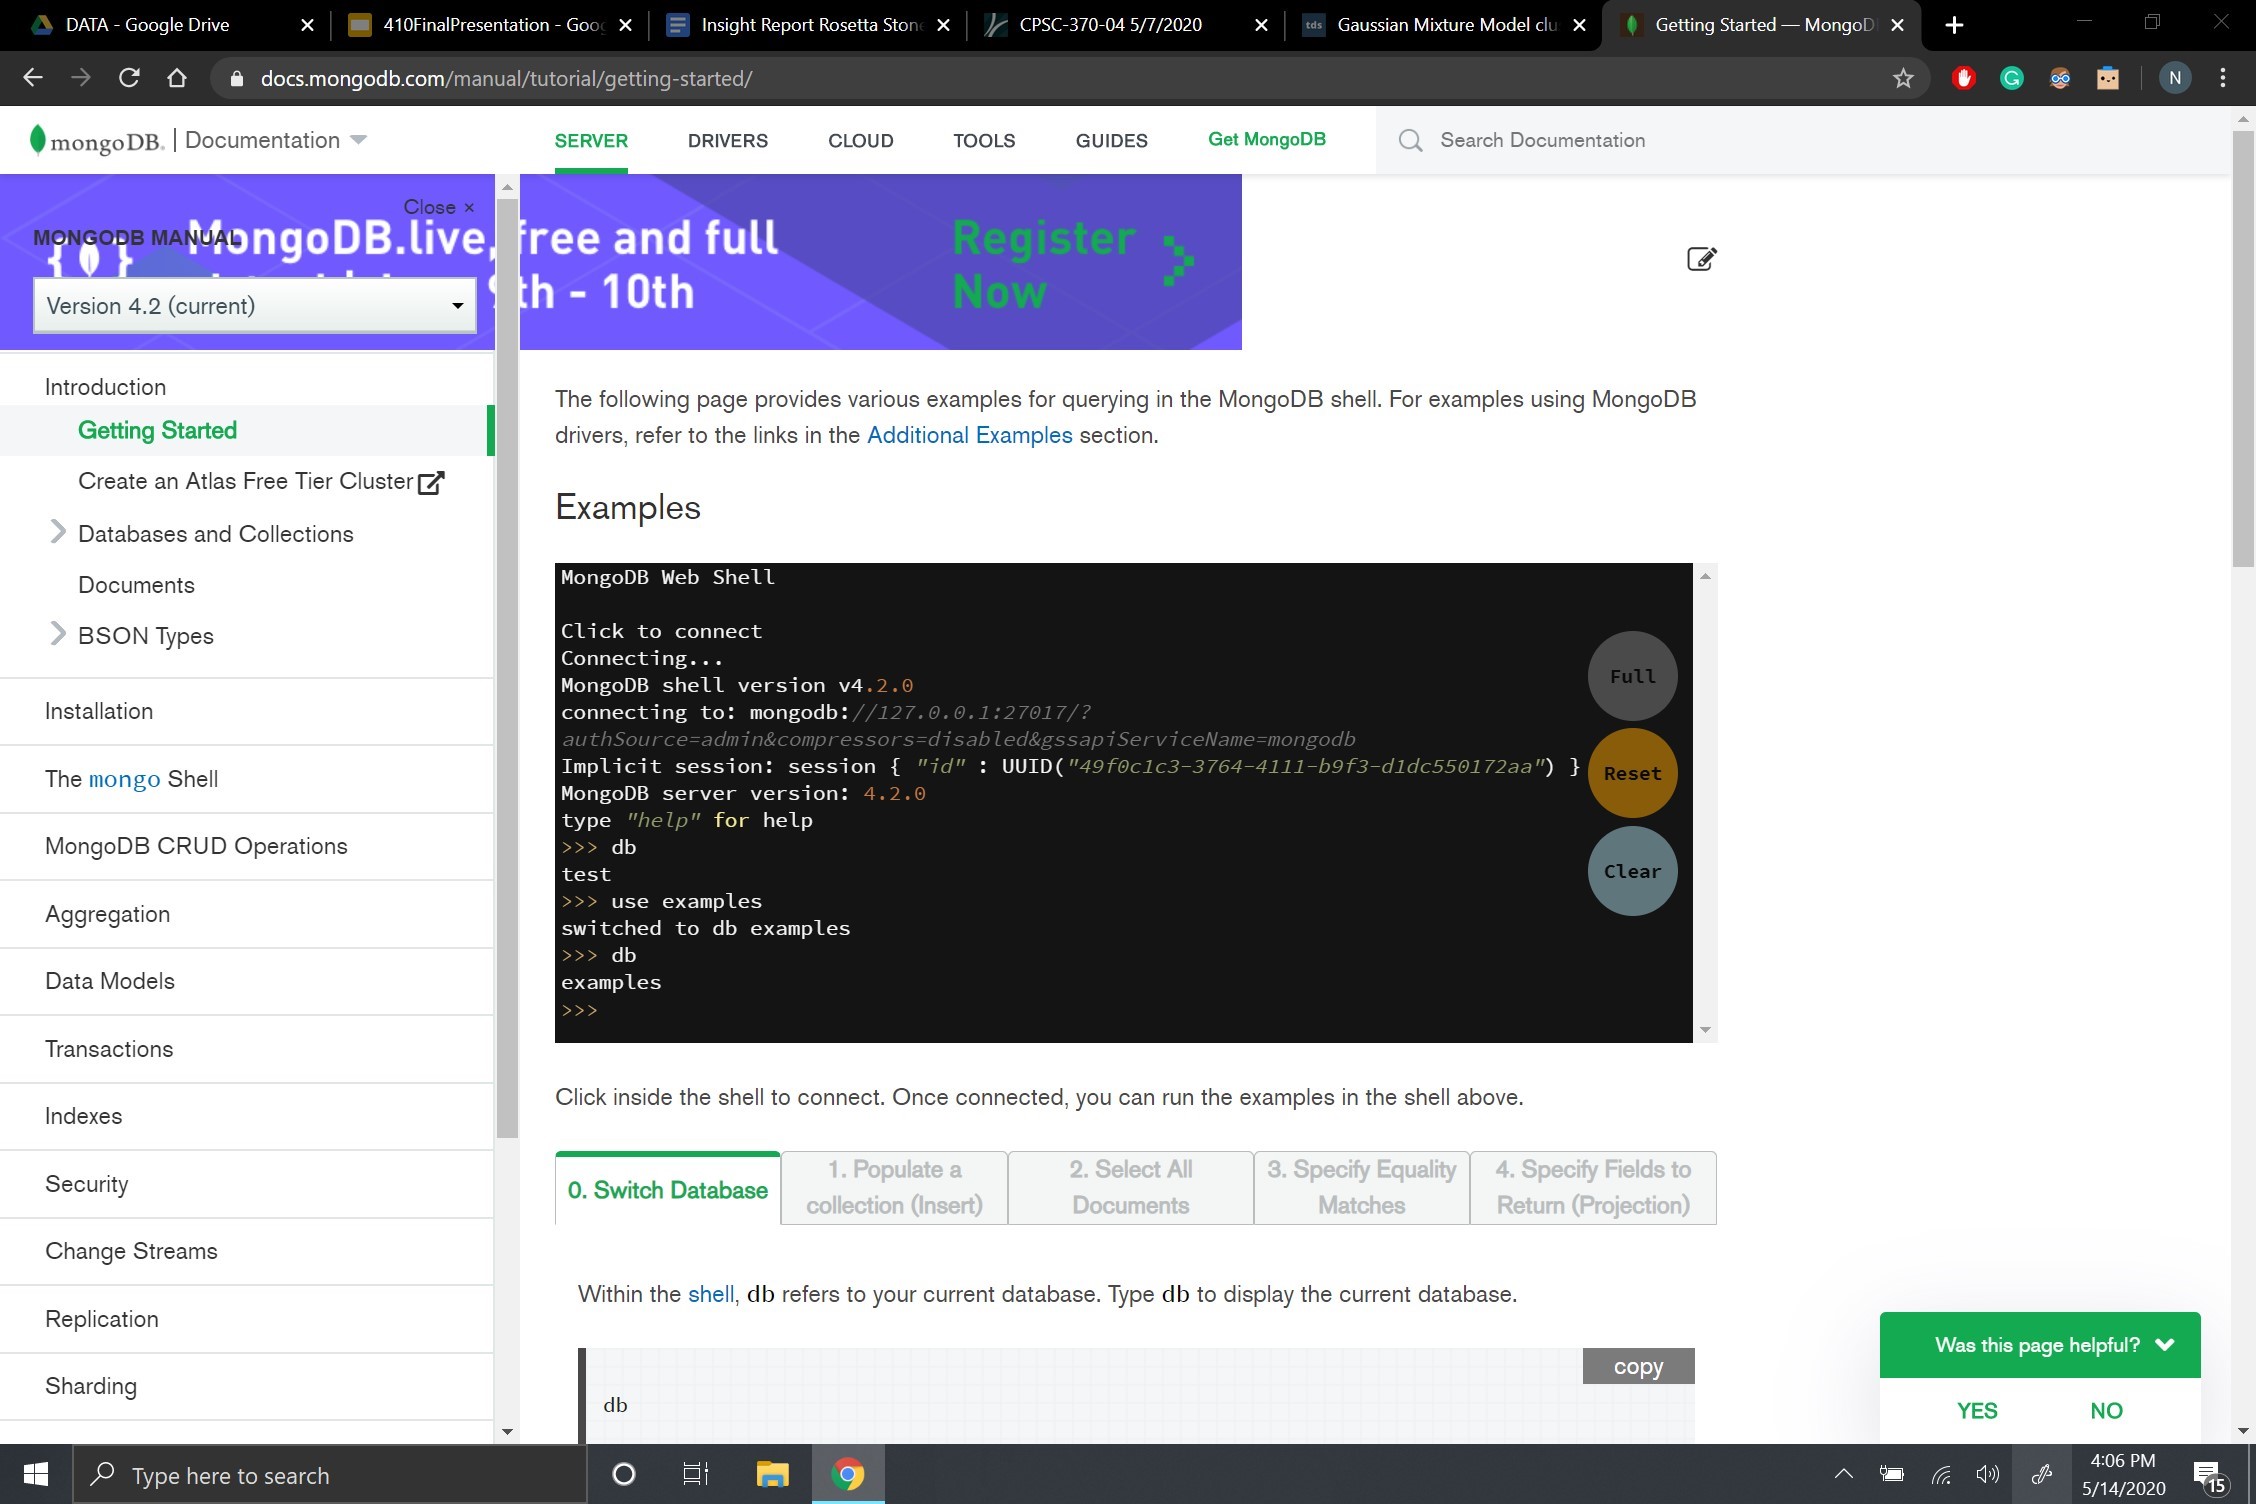 DATA - Google Drive
410FinalPresentation - Goo
Insight Report Rosetta Stone
CPSC-370-04 5/7/2020
tds
Gaussian Mixture Model clu
Getting Started — MongoD
docs.mongodb.com/manual/tutorial/getting-started/
N
mongoDB. | Documentation
SERVER
DRIVERS
CLOUD
TOOLS
GUIDES
Get MongoDB
Search Documentation
Close ×
MONGODB MANUAL
MongoDB.live, free and full
9th - 10th
Register
Now
Version 4.2 (current)
Introduction
Getting Started
Create an Atlas Free Tier Cluster
Databases and Collections
Documents
BSON Types
Installation
The mongo Shell
MongoDB CRUD Operations
Aggregation
Data Models
Transactions
Indexes
Security
Change Streams
Replication
Sharding
The following page provides various examples for querying in the MongoDB shell. For examples using MongoDB
drivers, refer to the links in the Additional Examples section.
Examples
MongoDB Web Shell
Click to connect
Connecting...
MongoDB shell version v4.2.0
connecting to: mongodb://127.0.0.1:27017/?
authSource=admin&compressors=disabled&gssapiServiceName=mongodb
Implicit session: session { "id" : UUID("49f0c1c3-3764-4111-b9f3-d1dc550172aa") }
MongoDB server version: 4.2.0
type "help" for help
>>> db
test
>>> use examples
switched to db examples
>>> db
examples
>>>
Full
Reset
Clear
Click inside the shell to connect. Once connected, you can run the examples in the shell above.
0. Switch Database
1. Populate a
collection (Insert)
2. Select All
Documents
3. Specify Equality
Matches
4. Specify Fields to
Return (Projection)
Within the shell, db refers to your current database. Type db to display the current database.
copy
db
Was this page helpful?
YES
NO
Type here to search
4:06 PM
5/14/2020
15